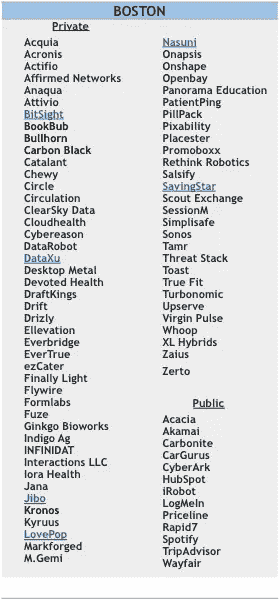 BOSTON
Private
Acquia
Acronis
Actifio
Affirmed Networks
Anaqua
Attivio
BitSight
BookBub
Bullhorn
Carbon Black
Catalant
Chewy
Circle
Circulation
ClearSky Data
Cloudhealth
Cybereason
DataRobot
DataXu
Desktop Metal
Devoted Health
DraftKings
Drift
Drizly
Ellevation
Everbridge
EverTrue
ezCater
Finally Light
Flywire
Formlabs
Fuze
Ginkgo Bioworks
Indigo Ag
INFINIDAT
Interactions LLC
Iora Health
Jana
Jibo
Kronos
Kyruus
LovePop
Markforged
M.Gemi
Nasuni
Onapsis
Onshape
Openbay
Panorama Education
PatientPing
PillPack
Pixability
Placester
Promoboxx
Rethink Robotics
Salsify
SavingStar
Scout Exchange
SessionM
Simplisafe
Sonos
Tamr
Threat Stack
Toast
True Fit
Turbonomic
Upserve
Virgin Pulse
Whoop
XL Hybrids
Zaius
Zerto
Public
Acacia
Akamai
Carbonite
CarGurus
CyberArk
HubSpot
iRobot
LogMeIn
Priceline
Rapid7
Spotify
TripAdvisor
Wayfair